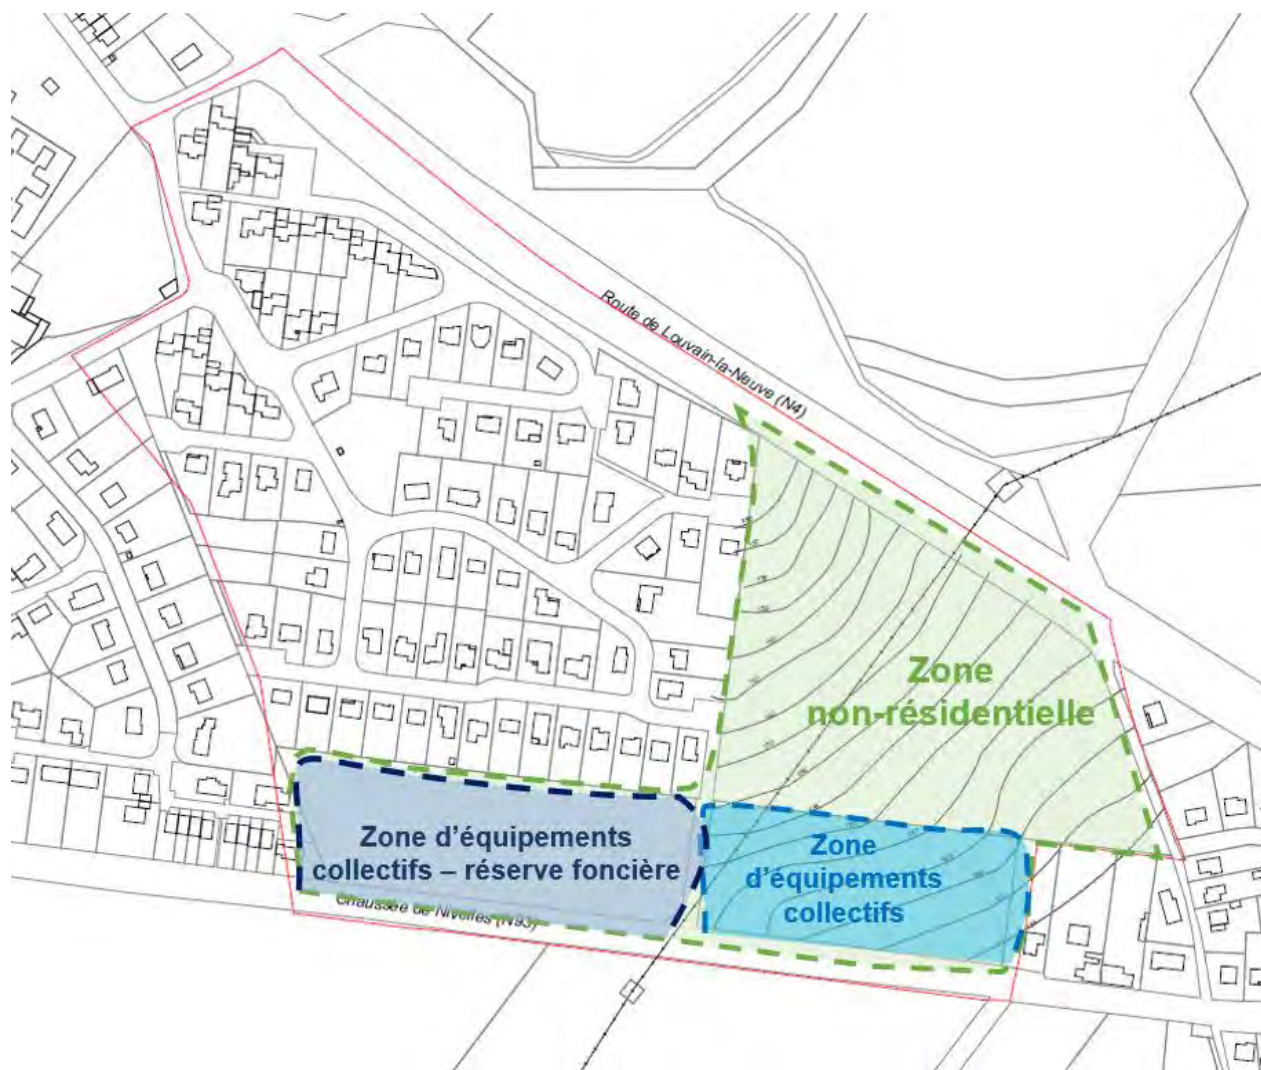 Route de Louvain-la-Neuve (N4)
Zone
non-résidentielle
Zone d'équipements
collectifs – réserve foncière
Zone
d'équipements
collectifs
Chaussée de Nivelles (N93)